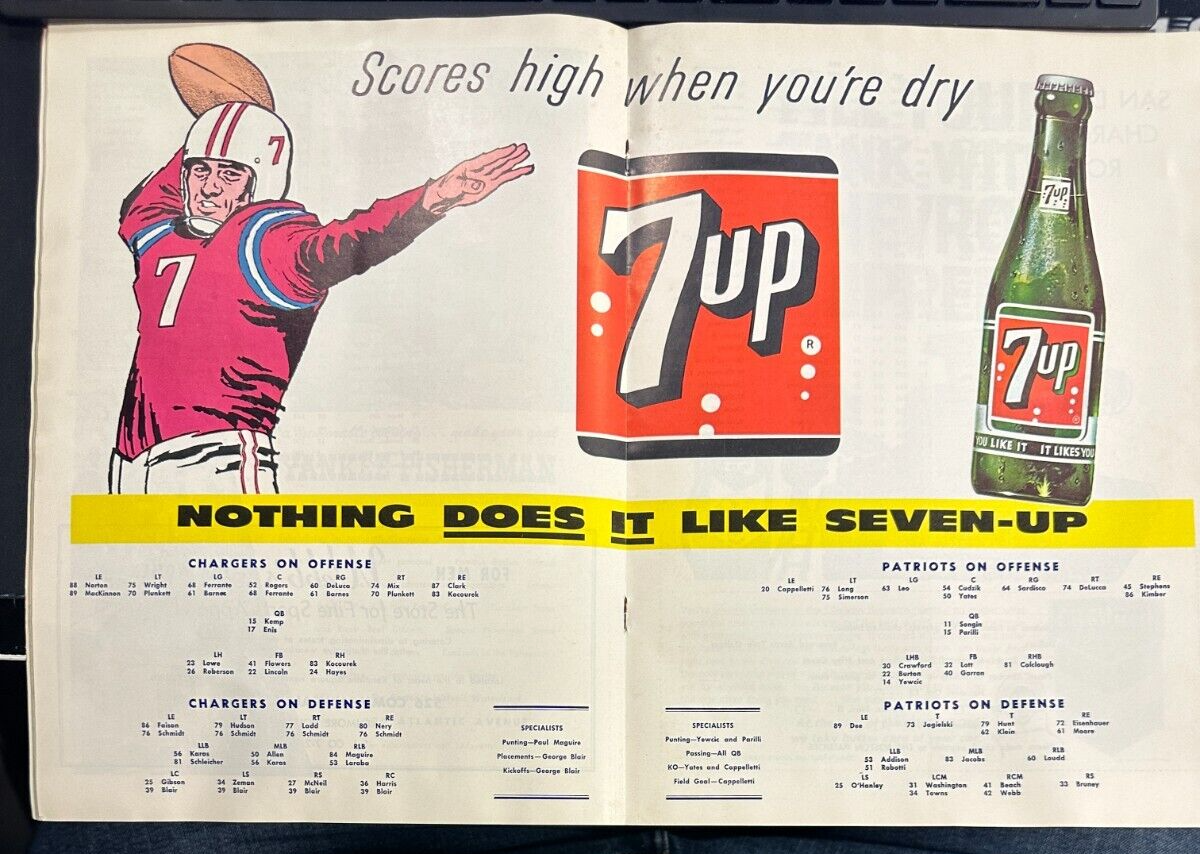 Scores high when you're dry
7
7
7up
R
7up
7up
YOU LIKE IT IT LIKES YOU
NOTHING DOES IT LIKE SEVEN-UP
CHARGERS ON OFFENSE
LE LT LG C RG RT RE
88 Norton 75 Wright 68 Ferrante 52 Rogers 60 DeLuca 74 Mix 87 Clark
89 MacKinnon 70 Plunkett 61 Barnes 68 Ferrante 61 Barnes 70 Plunkett 83 Kocourek
QB
15 Kemp
17 Enis
LH FB RH
23 Lowe 41 Flowers 83 Kocourek
26 Roberson 22 Lincoln 24 Hayes
CHARGERS ON DEFENSE
LE LT RT RE
86 Faison 79 Hudson 77 Ladd 80 Nery
76 Schmidt 76 Schmidt 76 Schmidt 76 Schmidt
LLB MLB RLB
56 Karas 50 Allen 84 Maguire
81 Schleicher 56 Karas 53 Laraba
LC LS RS RC
25 Gibson 34 Zeman 27 McNeil 36 Harris
39 Blair 39 Blair 39 Blair 39 Blair
SPECIALISTS
Punting—Paul Maguire
Placements—George Blair
Kickoffs—George Blair
PATRIOTS ON OFFENSE
LE LT LG C RG RT RE
20 Cappelletti 76 Long 63 Leo 54 Cudzik 64 Sardisco 74 DeLucca 45 Stephens
75 Simerson 50 Yates 86 Kimber
QB
11 Songin
15 Parilli
LHB FB RHB
30 Crawford 32 Lott 81 Colclough
22 Burton 40 Garron
14 Yewcic
PATRIOTS ON DEFENSE
LE T T RE
89 Dee 73 Jagielski 79 Hunt 72 Eisenhauer
62 Klein 61 Moore
LLB MLB RLB
53 Addison 83 Jacobs 60 Loudd
51 Robotti
LS LCM RCM RS
25 O'Hanley 31 Washington 41 Beach 33 Bruney
34 Towns 42 Webb
SPECIALISTS
Punting—Yewcic and Parilli
Passing—All QB
KO—Yates and Cappelletti
Field Goal—Cappelletti